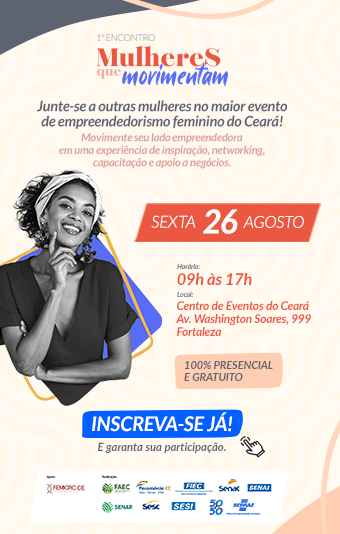 1º ENCONTRO
MulhereS
que movimentam
Junte-se a outras mulheres no maior evento
de empreendedorismo feminino do Ceará!
Movimente seu lado empreendedora
em uma experiência de inspiração, networking,
capacitação e apoio a negócios.
SEXTA 26 AGOSTO
Horário:
09h às 17h
Local:
Centro de Eventos do Ceará
Av. Washington Soares, 999
Fortaleza
100% PRESENCIAL
E GRATUITO
INSCREVA-SE JÁ!
E garanta sua participação.
Apoio:
Realização:
FEMICRO CE
FAEC
Fecomércio CE
FIEC
Senac
SENAI
SENAR
Sesc
SESI
50
50
SEBRAE